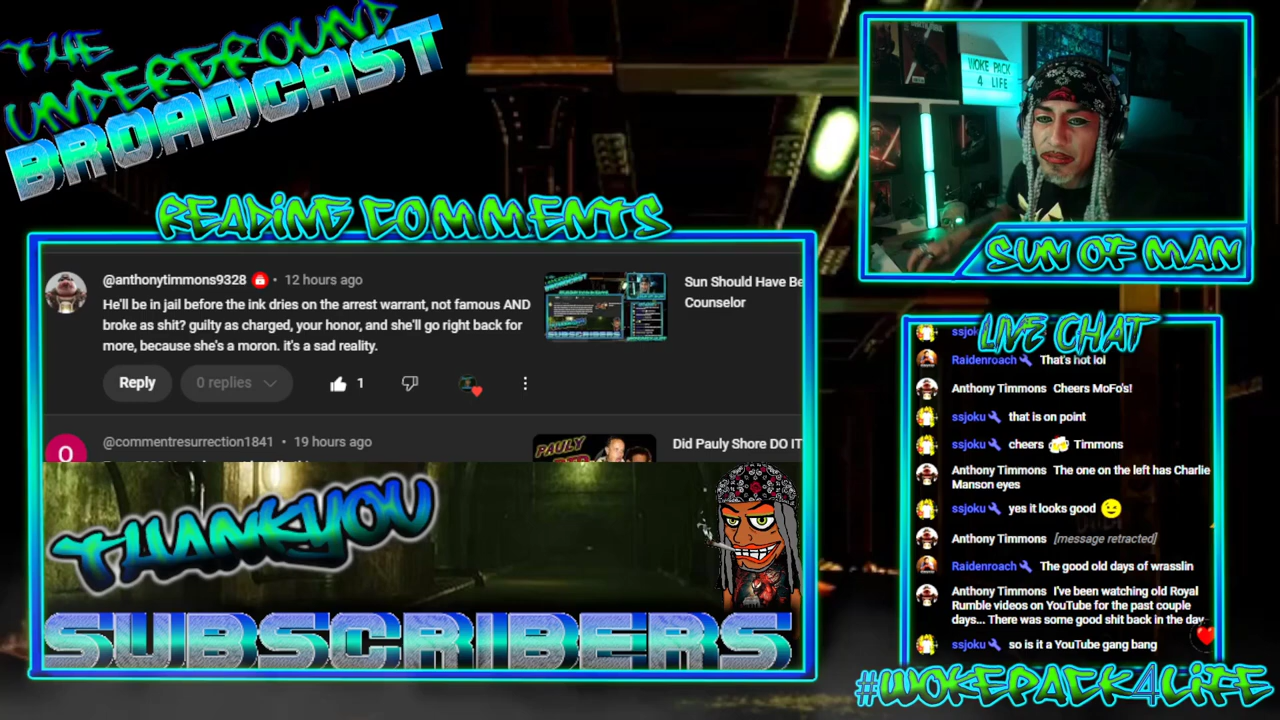 THE
UNDERGROUND
BROADCAST
READING COMMENTS
@anthonytimmons9328 • 12 hours ago
He'll be in jail before the ink dries on the arrest warrant, not famous AND
broke as shit? guilty as charged, your honor, and she'll go right back for
more, because she's a moron. it's a sad reality.
Reply 0 replies 1
Sun Should Have Be
Counselor
@commentresurrection1841 • 19 hours ago
O
PAULY
Did Pauly Shore DO IT
THANKYOU
SUBSCRIBERS
WOKE PACK
4 LIFE
SUN OF MAN
LIVE CHAT
ssjok
Raidenroach That's hot lol
Anthony Timmons Cheers MoFo's!
ssjoku that is on point
ssjoku cheers 🍻 Timmons
Anthony Timmons The one on the left has Charlie
Manson eyes
ssjoku yes it looks good 😉
Anthony Timmons [message retracted]
Raidenroach The good old days of wrasslin
Anthony Timmons I've been watching old Royal
Rumble videos on YouTube for the past couple
days... There was some good shit back in the day
ssjoku so is it a YouTube gang bang
#WOKEPACK4LIFE